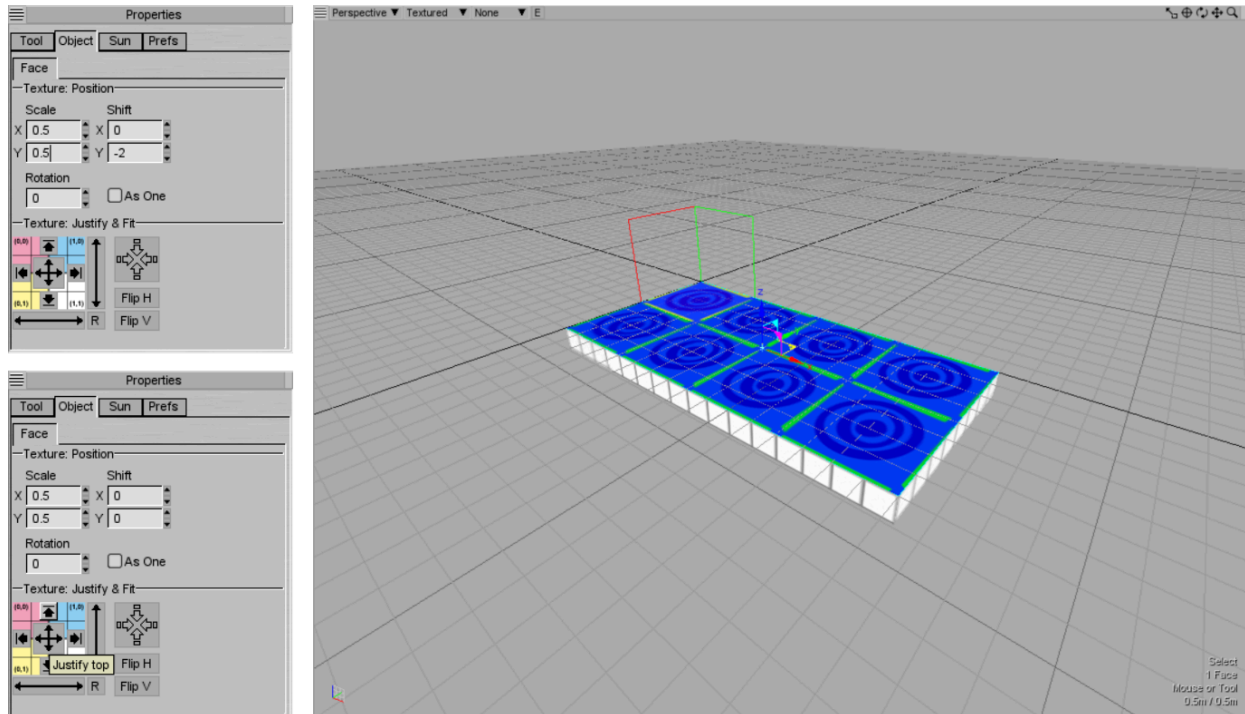 Properties
Tool Object Sun Prefs
Face
Texture: Position
Scale Shift
X 0.5 X 0
Y 0.5 Y -2
Rotation
0 As One
Texture: Justify & Fit
(0,0) (1,0)
(0,1) (1,1)
Flip H
R Flip V
Properties
Tool Object Sun Prefs
Face
Texture: Position
Scale Shift
X 0.5 X 0
Y 0.5 Y 0
Rotation
0 As One
Texture: Justify & Fit
(0,0) (1,0)
(0,1) Justify top Flip H
R Flip V
Perspective Textured None E
z
Select
1 Face
Mouse or Tool
0.5m / 0.5m